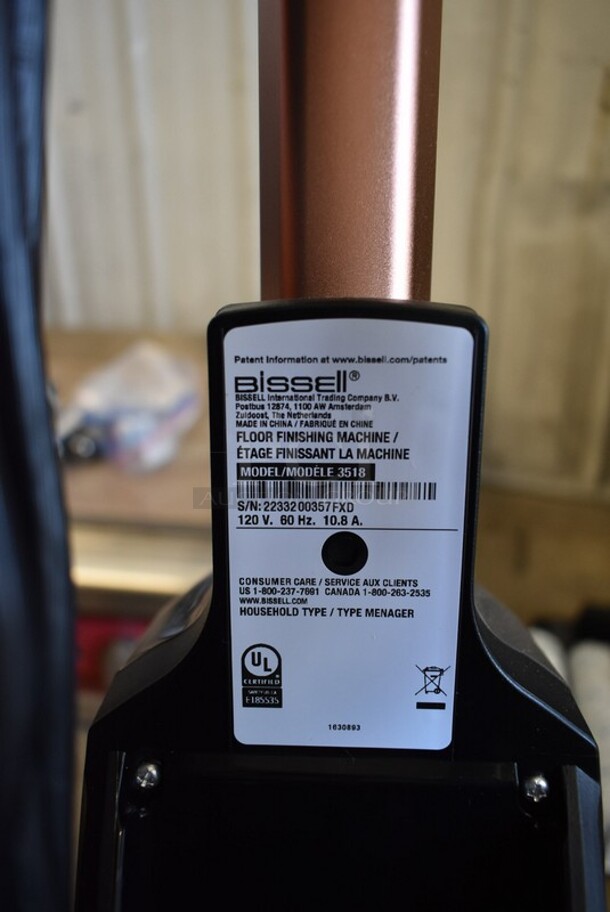 Patent Information at www.bissell.com/patents
BISSELL®
BISSELL International Trading Company B.V.
Postbus 12874, 1100 AW Amsterdam
Zuidoost, The Netherlands
MADE IN CHINA / FABRIQUÉ EN CHINE
FLOOR FINISHING MACHINE /
ÉTAGE FINISSANT LA MACHINE
MODEL/MODÈLE 3518
S/N: 2233200357FXD
120 V. 60 Hz. 10.8 A.
CONSUMER CARE / SERVICE AUX CLIENTS
US 1-800-237-7691 CANADA 1-800-263-2535
WWW.BISSELL.COM
HOUSEHOLD TYPE / TYPE MENAGER
UL ®
CERTIFIED
E185535
1630893